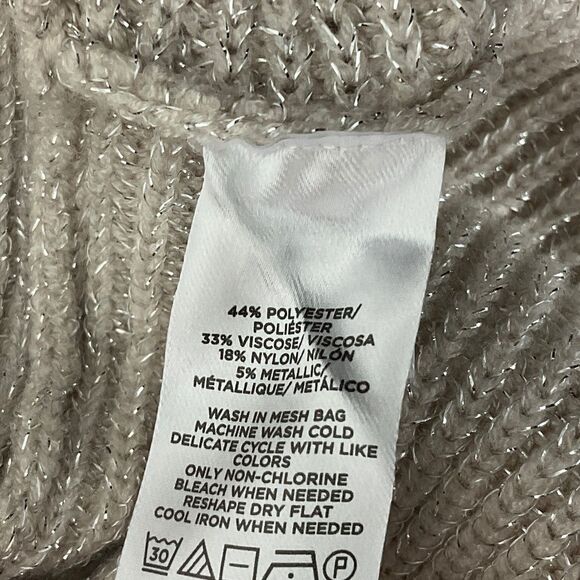 44% POLYESTER/
POLIÉSTER
33% VISCOSE/VISCOSA
18% NYLON/NILÓN
5% METALLIC/
MÉTALLIQUE/METÁLICO
WASH IN MESH BAG
MACHINE WASH COLD
DELICATE CYCLE WITH LIKE
COLORS
ONLY NON-CHLORINE
BLEACH WHEN NEEDED
RESHAPE DRY FLAT
COOL IRON WHEN NEEDED
30 P